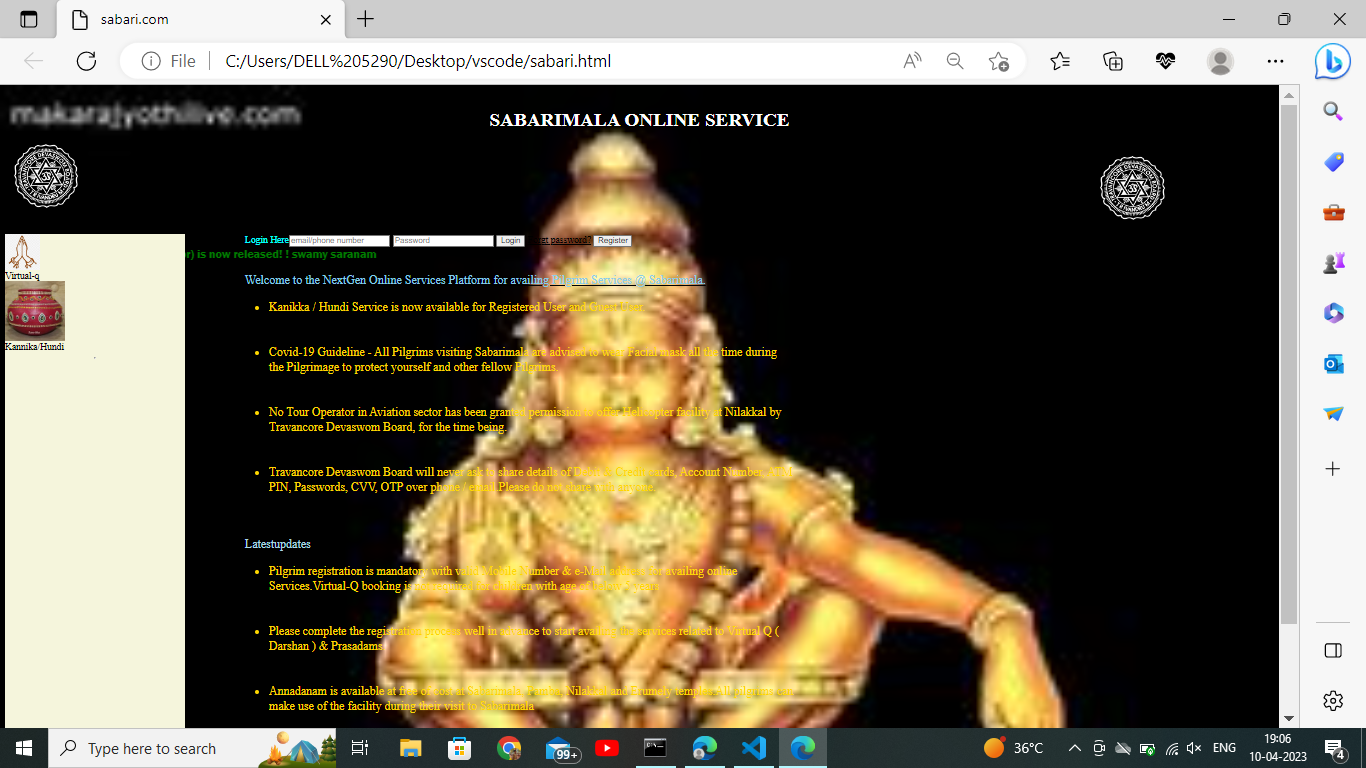 sabari.com
File
C:/Users/DELL%205290/Desktop/vscode/sabari.html
makarajyothilive.com
SABARIMALA ONLINE SERVICE
Login Here email/phone number Password Login password? Register
r) is now released! ! swamy saranam
Virtual-q
Kannika/Hundi
Welcome to the NextGen Online Services Platform for availing Pilgrim Services @ Sabarimala.
Kanikka / Hundi Service is now available for Registered User and Guest User.
Covid-19 Guideline - All Pilgrims visiting Sabarimala are advised to wear Facial mask all the time during
the Pilgrimage to protect yourself and other fellow Pilgrims.
No Tour Operator in Aviation sector has been granted permission to offer Helicopter facility at Nilakkal by
Travancore Devaswom Board, for the time being.
Travancore Devaswom Board will never ask to share details of Debit & Credit cards, Account Number, ATM
PIN, Passwords, CVV, OTP over phone / email.Please do not share with anyone.
Latestupdates
Pilgrim registration is mandatory with valid Mobile Number & e-Mail address for availing online
Services.Virtual-Q booking is not required for children with age of below 5 years.
Please complete the registration process well in advance to start availing the services related to Virtual Q (
Darshan ) & Prasadams
Annadanam is available at free of cost at Sabarimala, Pampa, Nilakkal and Erumely temples.All pilgrims can
make use of the facility during their visit to Sabarimala
Type here to search
99+
36°C
ENG
19:06
10-04-2023
4